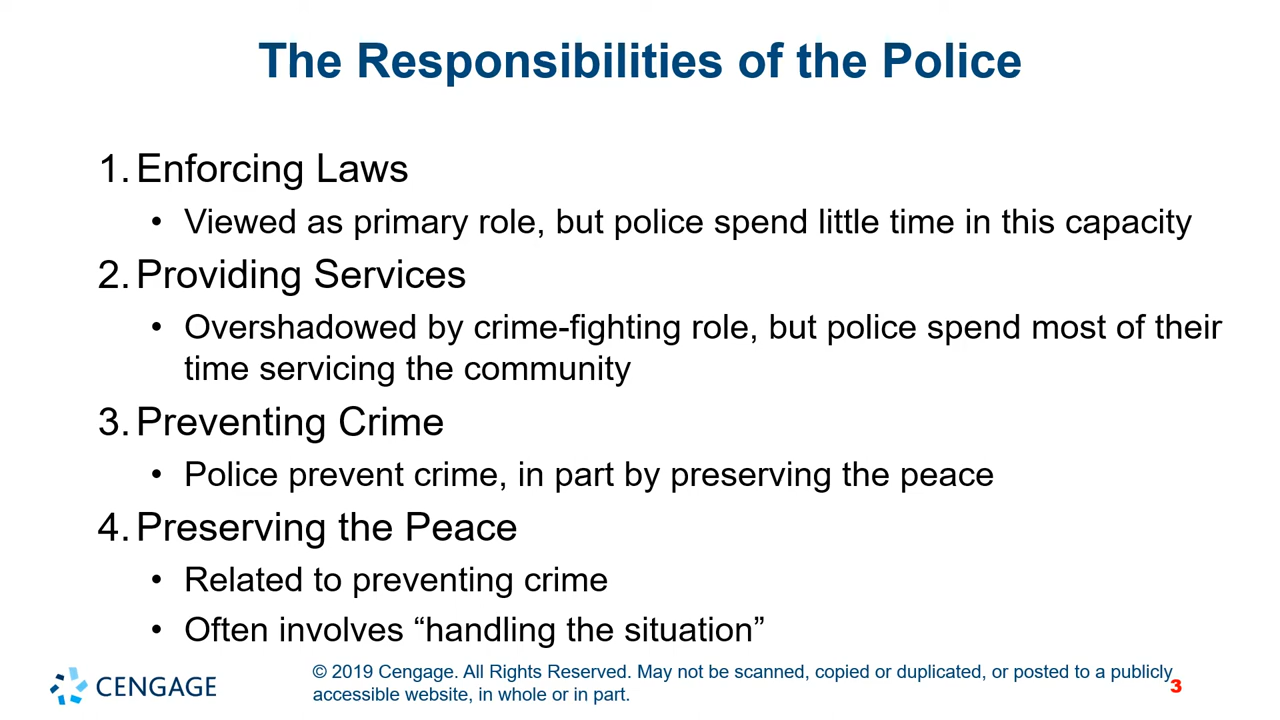 The Responsibilities of the Police
1. Enforcing Laws
• Viewed as primary role, but police spend little time in this capacity
2. Providing Services
• Overshadowed by crime-fighting role, but police spend most of their
time servicing the community
3. Preventing Crime
• Police prevent crime, in part by preserving the peace
4. Preserving the Peace
• Related to preventing crime
• Often involves “handling the situation”
CENGAGE
© 2019 Cengage. All Rights Reserved. May not be scanned, copied or duplicated, or posted to a publicly
accessible website, in whole or in part.
3